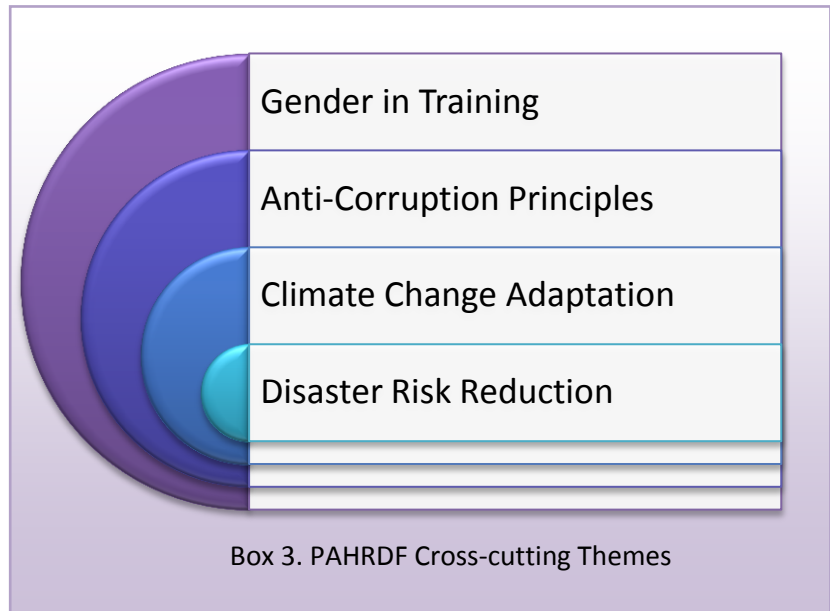 Gender in Training
Anti-Corruption Principles
Climate Change Adaptation
Disaster Risk Reduction
Box 3. PAHRDF Cross-cutting Themes